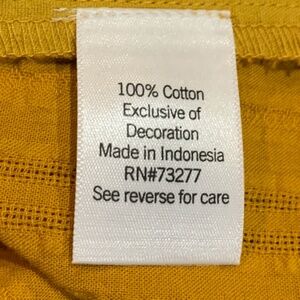 100% Cotton
Exclusive of
Decoration
Made in Indonesia
RN#73277
See reverse for care